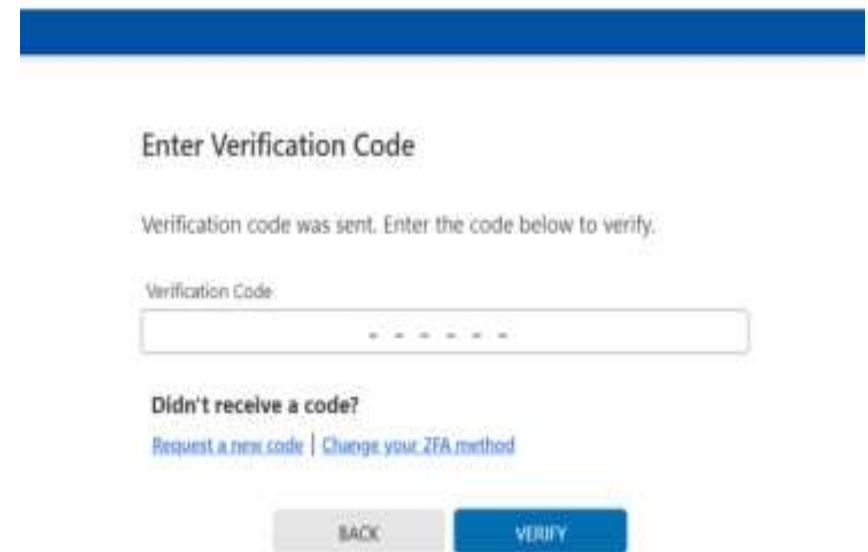 Enter Verification Code
Verification code was sent. Enter the code below to verify.
Verification Code
- - - - - -
Didn't receive a code?
Request a new code | Change your 2FA method
BACK VERIFY